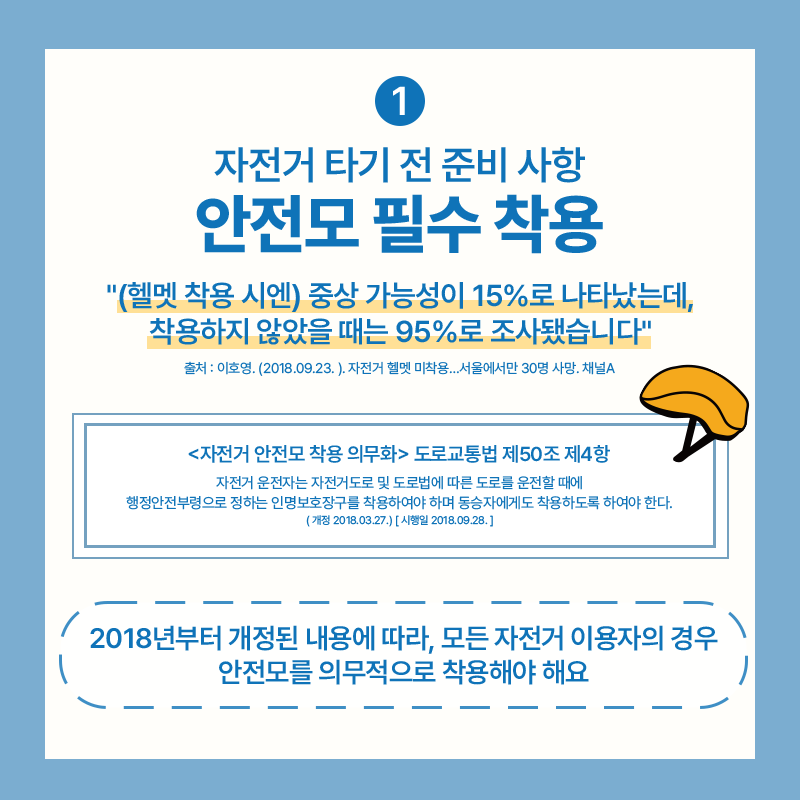 1
자전거 타기 전 준비 사항
안전모 필수 착용
"(헬멧 착용 시엔) 중상 가능성이 15%로 나타났는데,
착용하지 않았을 때는 95%로 조사됐습니다"
출처 : 이호영. (2018.09.23. ). 자전거 헬멧 미착용...서울에서만 30명 사망. 채널A
<자전거 안전모 착용 의무화> 도로교통법 제50조 제4항
자전거 운전자는 자전거도로 및 도로법에 따른 도로를 운전할 때에
행정안전부령으로 정하는 인명보호장구를 착용하여야 하며 동승자에게도 착용하도록 하여야 한다.
( 개정 2018.03.27.) [ 시행일 2018.09.28. ]
2018년부터 개정된 내용에 따라, 모든 자전거 이용자의 경우
안전모를 의무적으로 착용해야 해요